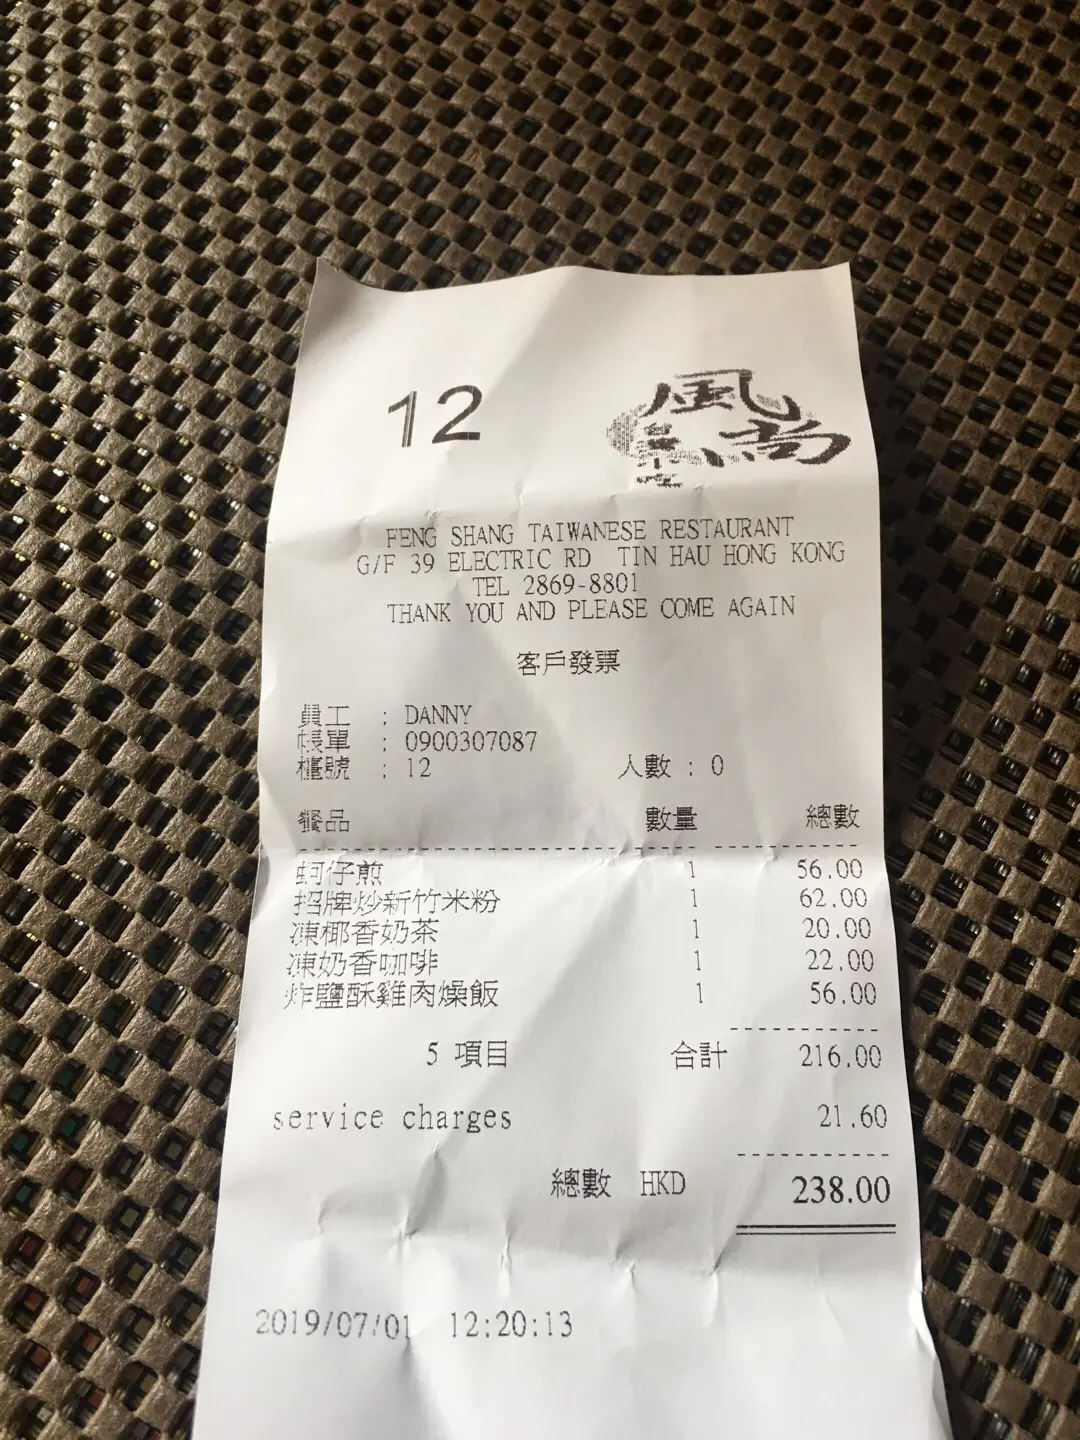 12
風尚
FENG SHANG TAIWANESE RESTAURANT
G/F 39 ELECTRIC RD TIN HAU HONG KONG
TEL 2869-8801
THANK YOU AND PLEASE COME AGAIN
客戶發票
員工 : DANNY
帳單 : 0900307087
檯號 : 12 人數 : 0
餐品 數量 總數
蚵仔煎 1 56.00
招牌炒新竹米粉 1 62.00
凍椰香奶茶 1 20.00
凍奶香咖啡 1 22.00
炸鹽酥雞肉燥飯 1 56.00
5 項目 合計 216.00
service charges 21.60
總數 HKD 238.00
2019/07/01 12:20:13